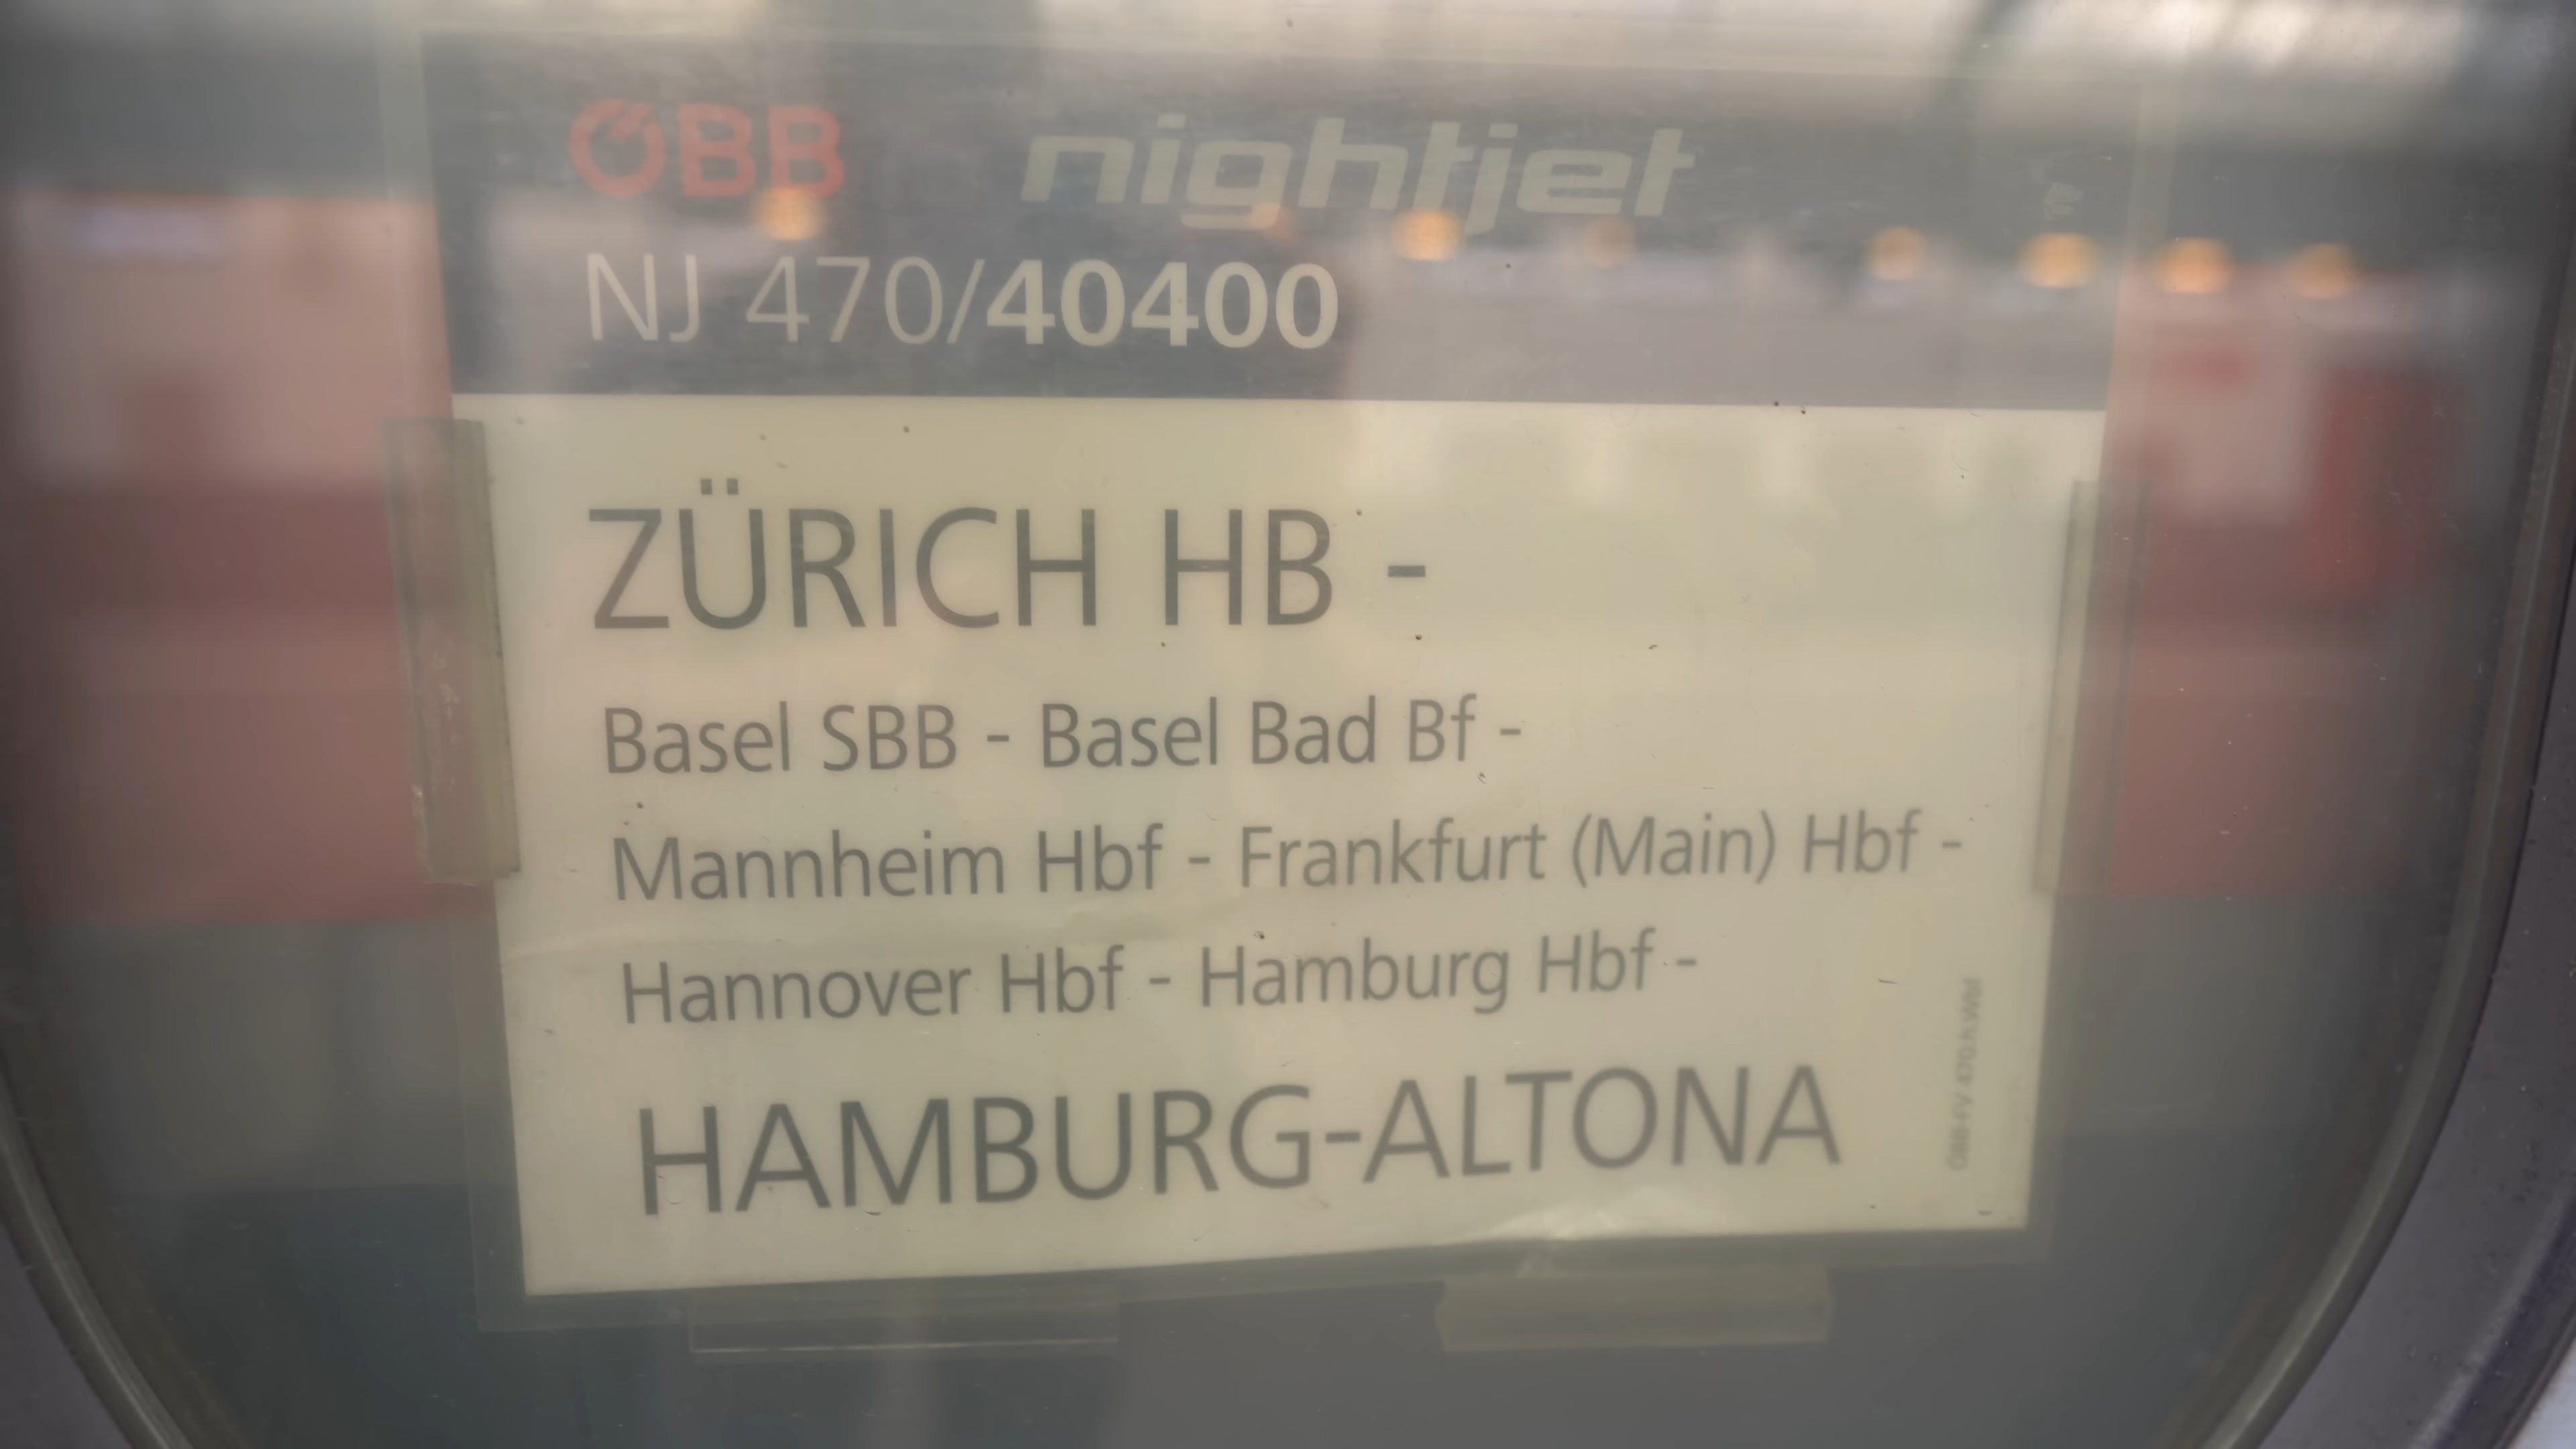 ÖBB nightjet
NJ 470/40400
ZÜRICH HB -
Basel SBB - Basel Bad Bf -
Mannheim Hbf - Frankfurt (Main) Hbf -
Hannover Hbf - Hamburg Hbf -
HAMBURG-ALTONA